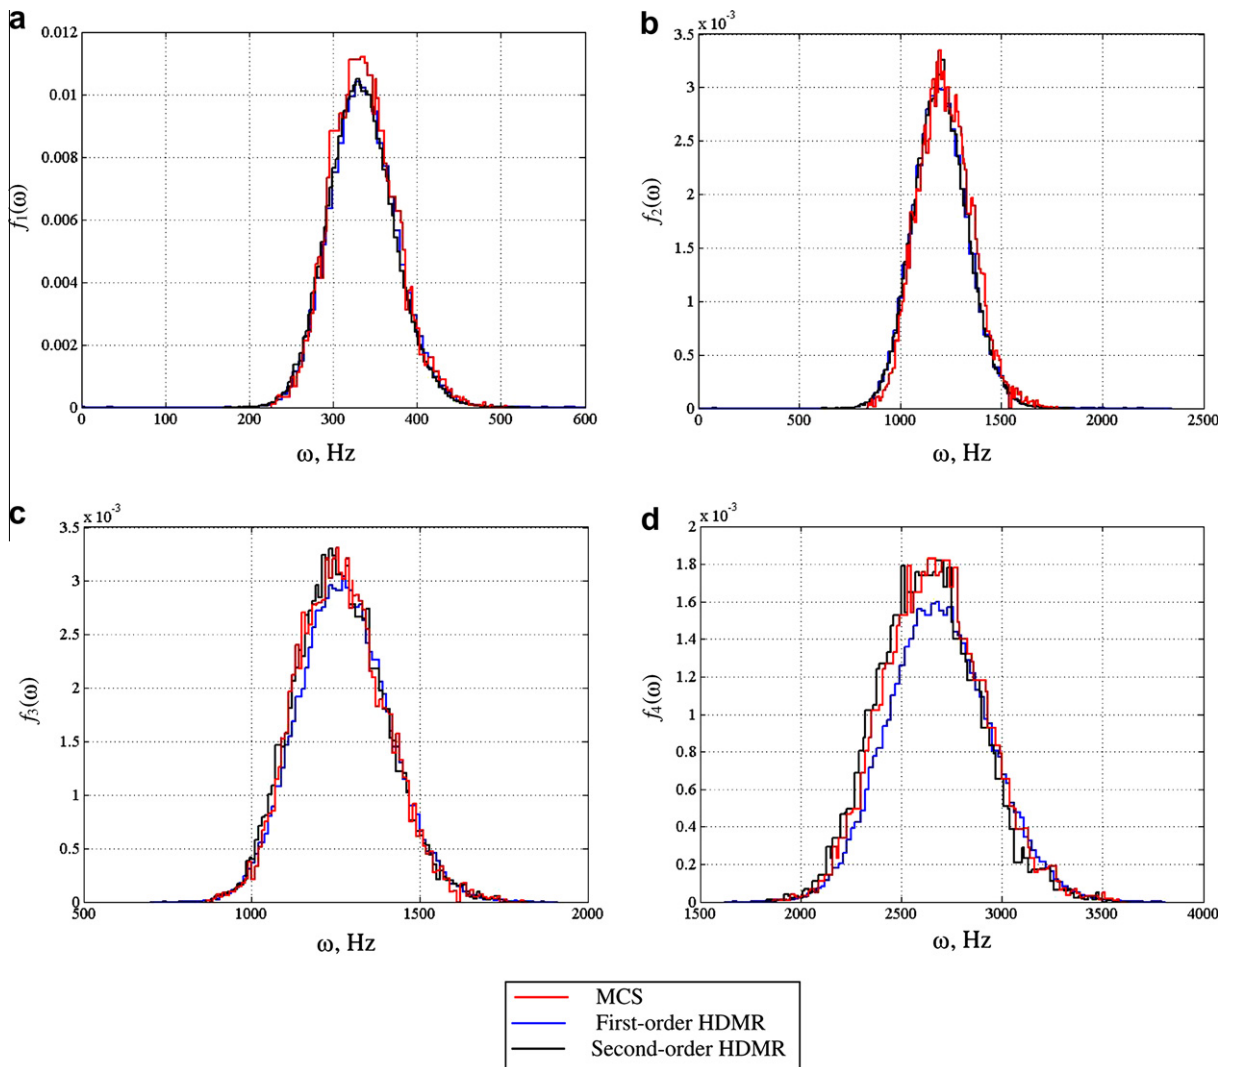 a
0.012
0.01
0.008
0.006
0.004
0.002
0
f1(ω)
0 100 200 300 400 500 600
ω, Hz
b
x 10^-3
3.5
3
2.5
2
1.5
1
0.5
0
f2(ω)
0 500 1000 1500 2000 2500
ω, Hz
c
x 10^-3
3.5
3
2.5
2
1.5
1
0.5
0
f3(ω)
500 1000 1500 2000
ω, Hz
d
x 10^-3
2
1.8
1.6
1.4
1.2
1
0.8
0.6
0.4
0.2
0
f4(ω)
1500 2000 2500 3000 3500 4000
ω, Hz
MCS
First-order HDMR
Second-order HDMR